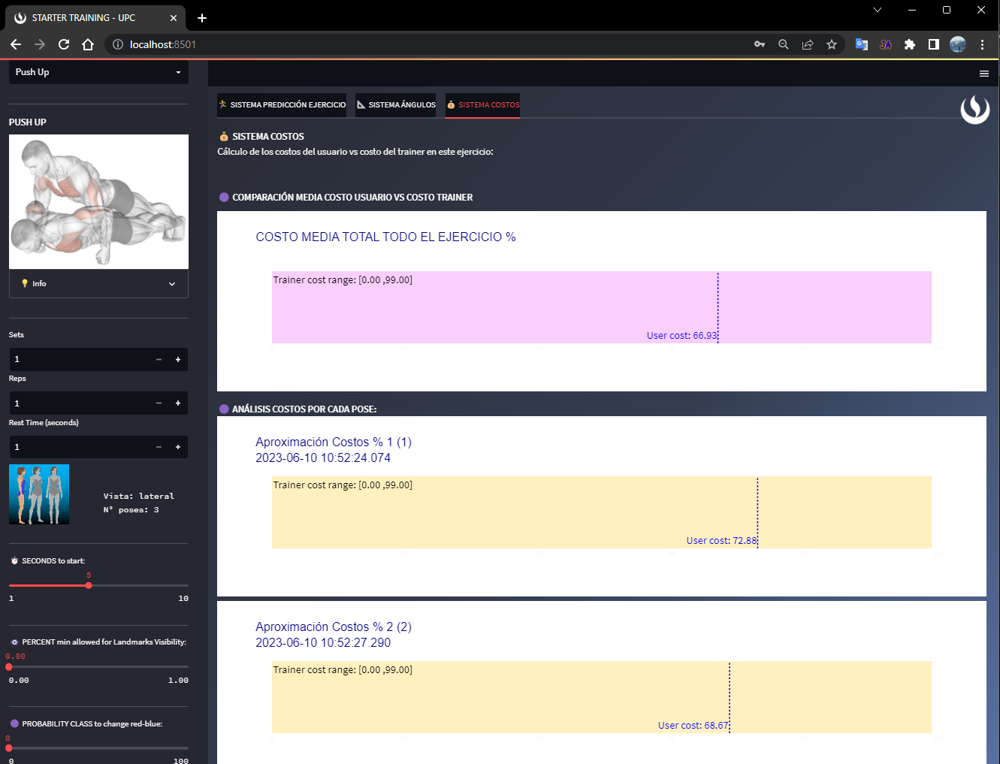 STARTER TRAINING - UPC
localhost:8501
Push Up
PUSH UP
Info
Sets
1
Reps
1
Rest Time (seconds)
1
Vista: lateral
N° poses: 3
SECONDS to start:
5
1 10
PERCENT min allowed for Landmarks Visibility:
0.00
0.00 1.00
PROBABILITY CLASS to change red-blue:
0
0 100
SISTEMA PREDICCIÓN EJERCICIO SISTEMA ÁNGULOS SISTEMA COSTOS
SISTEMA COSTOS
Cálculo de los costos del usuario vs costo del trainer en este ejercicio:
COMPARACIÓN MEDIA COSTO USUARIO VS COSTO TRAINER
COSTO MEDIA TOTAL TODO EL EJERCICIO %
Trainer cost range: [0.00 ,99.00]
User cost: 66.93
ANÁLISIS COSTOS POR CADA POSE:
Aproximación Costos % 1 (1)
2023-06-10 10:52:24.074
Trainer cost range: [0.00 ,99.00]
User cost: 72.88
Aproximación Costos % 2 (2)
2023-06-10 10:52:27.290
Trainer cost range: [0.00 ,99.00]
User cost: 68.67